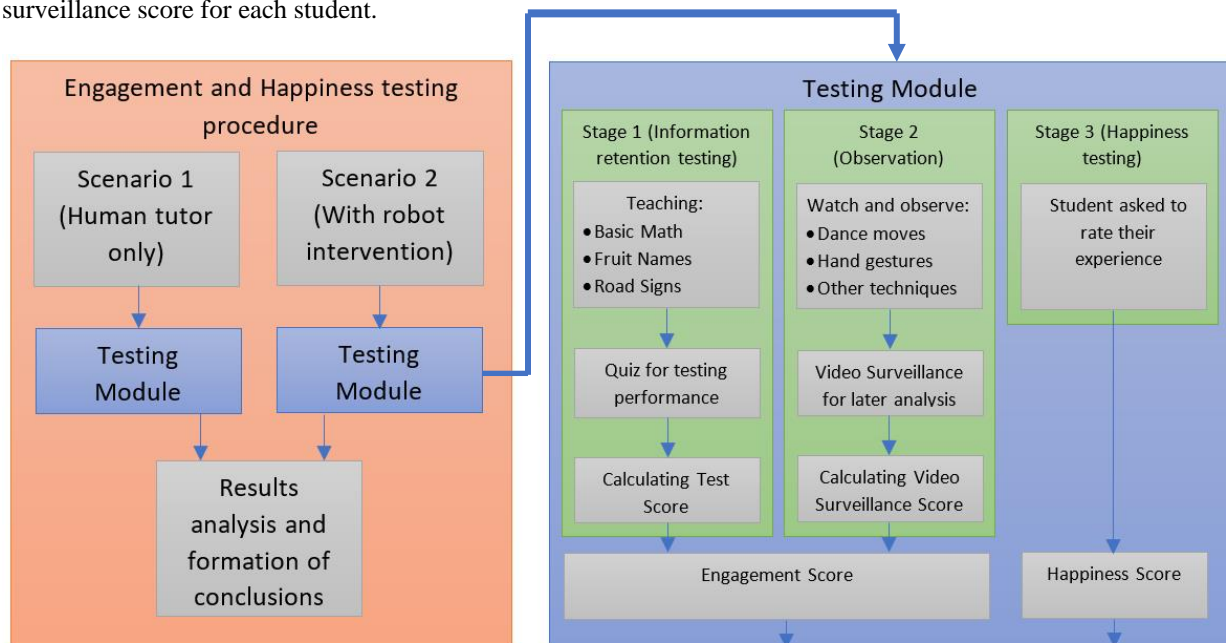 surveillance score for each student.
Engagement and Happiness testing
procedure
Scenario 1
(Human tutor
only)
Scenario 2
(With robot
intervention)
Testing
Module
Testing
Module
Results
analysis and
formation of
conclusions
Testing Module
Stage 1 (Information
retention testing)
Teaching:
•Basic Math
•Fruit Names
•Road Signs
Quiz for testing
performance
Calculating Test
Score
Stage 2
(Observation)
Watch and observe:
•Dance moves
•Hand gestures
•Other techniques
Video Surveillance
for later analysis
Calculating Video
Surveillance Score
Stage 3 (Happiness
testing)
Student asked to
rate their
experience
Engagement Score
Happiness Score